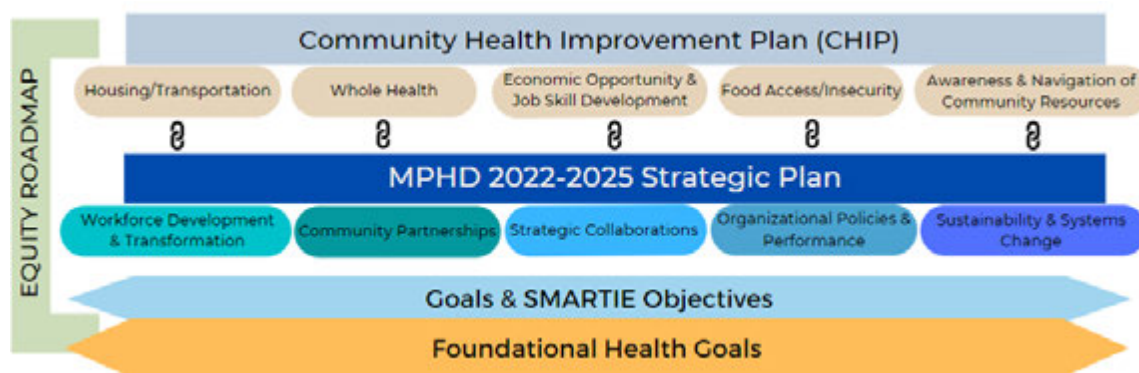 EQUITY ROADMAP
Community Health Improvement Plan (CHIP)
Housing/Transportation
Whole Health
Economic Opportunity &
Job Skill Development
Food Access/Insecurity
Awareness & Navigation of
Community Resources
MPHD 2022-2025 Strategic Plan
Workforce Development
& Transformation
Community Partnerships
Strategic Collaborations
Organizational Policies &
Performance
Sustainability & Systems
Change
Goals & SMARTIE Objectives
Foundational Health Goals